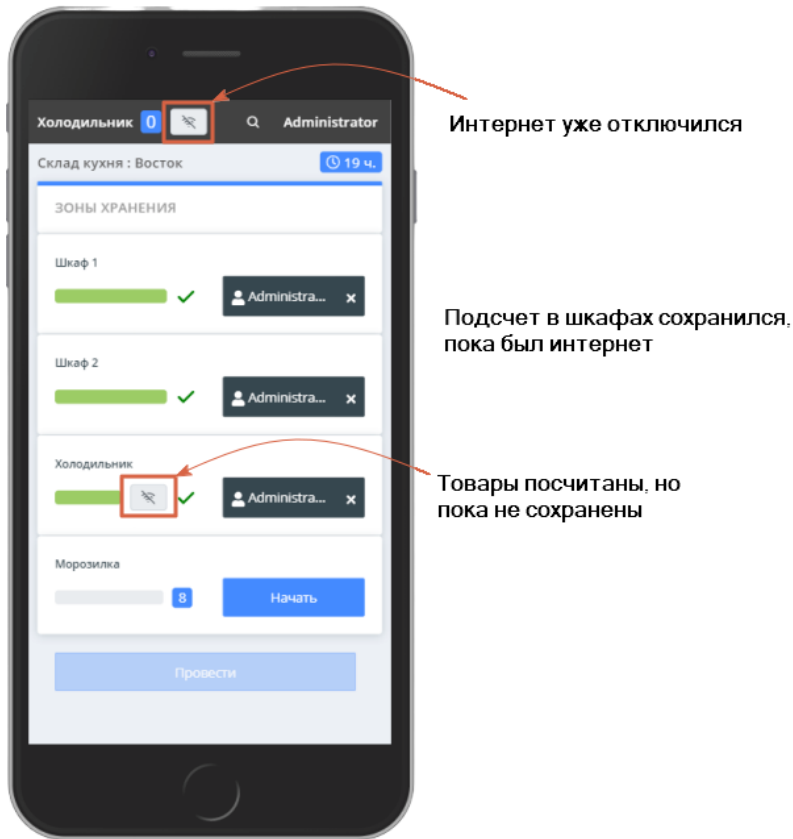 Холодильник 0 Administrator
Интернет уже отключился
Склад кухня : Восток 19 ч.
ЗОНЫ ХРАНЕНИЯ
Шкаф 1
Administra... ×
Подсчет в шкафах сохранился,
пока был интернет
Шкаф 2
Administra... ×
Холодильник
Administra... ×
Товары посчитаны, но
пока не сохранены
Морозилка
8 Начать
Провести